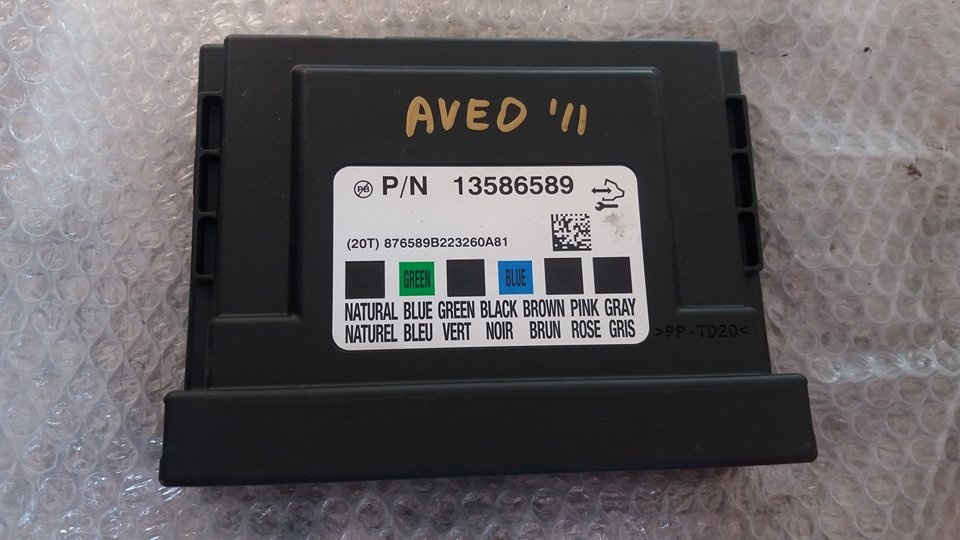 AVEO '11
P/N 13586589
(20T) 876589B223260A81
GREEN BLUE
NATURAL BLUE GREEN BLACK BROWN PINK GRAY
NATUREL BLEU VERT NOIR BRUN ROSE GRIS
>PP-TD20<